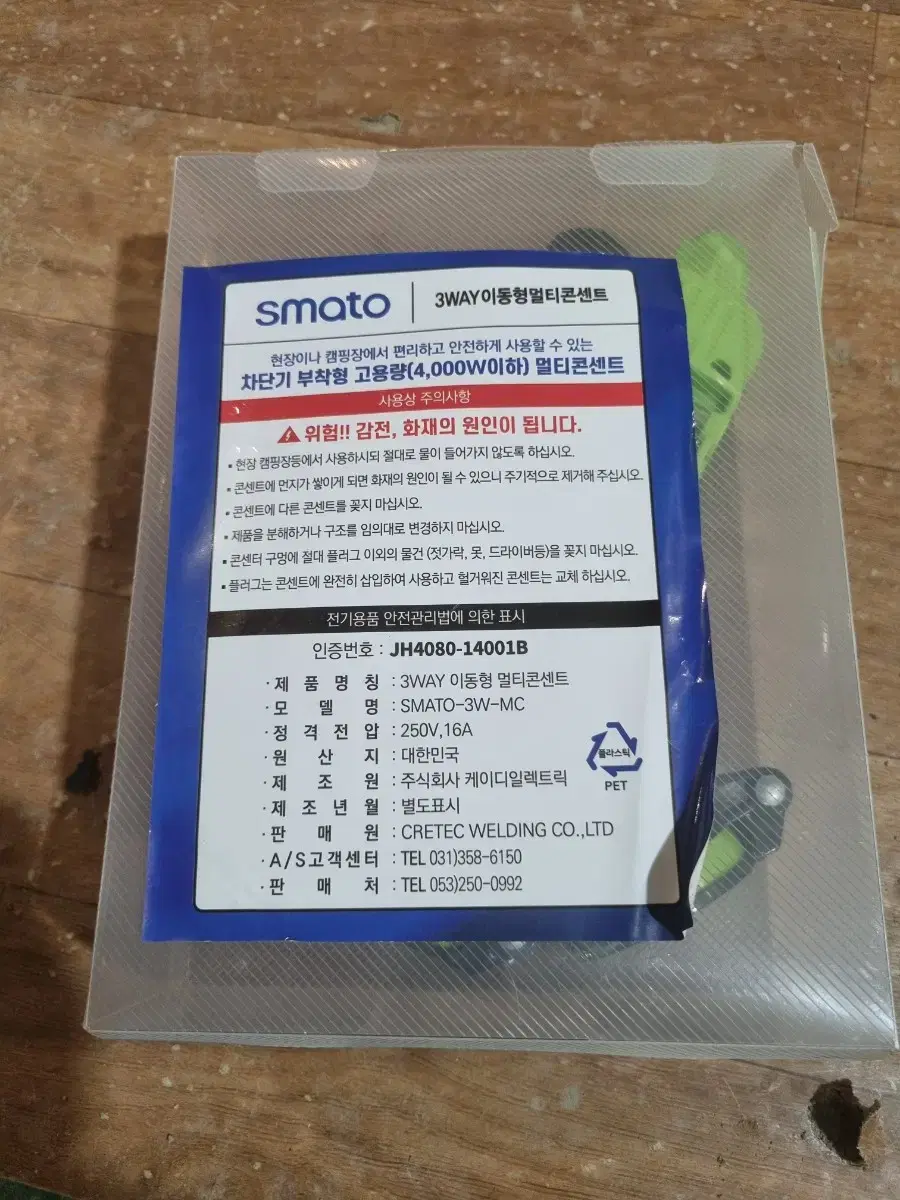 smato | 3WAY 이동형멀티콘센트
현장이나 캠핑장에서 편리하고 안전하게 사용할 수 있는
차단기 부착형 고용량(4,000W이하) 멀티콘센트
사용상 주의사항
위험!! 감전, 화재의 원인이 됩니다.
▪ 현장 캠핑장등에서 사용하시되 절대로 물이 들어가지 않도록 하십시오.
▪ 콘센트에 먼지가 쌓이게 되면 화재의 원인이 될 수 있으니 주기적으로 제거해 주십시오.
▪ 콘센트에 다른 콘센트를 꽂지 마십시오.
▪ 제품을 분해하거나 구조를 임의대로 변경하지 마십시오.
▪ 콘센터 구멍에 절대 플러그 이외의 물건 (젓가락, 못, 드라이버등)을 꽂지 마십시오.
▪ 플러그는 콘센트에 완전히 삽입하여 사용하고 헐거워진 콘센트는 교체 하십시오.
전기용품 안전관리법에 의한 표시
인증번호 : JH4080-14001B
· 제 품 명 칭 : 3WAY 이동형 멀티콘센트
· 모 델 명 : SMATO-3W-MC
· 정 격 전 압 : 250V,16A
· 원 산 지 : 대한민국
· 제 조 원 : 주식회사 케이디일렉트릭
· 제 조 년 월 : 별도표시
· 판 매 원 : CRETEC WELDING CO.,LTD
· A/S고객센터 : TEL 031)358-6150
· 판 매 처 : TEL 053)250-0992
플라스틱
PET